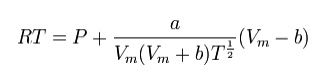 RT = P + \frac{a}{V_m(V_m + b)T^{\frac{1}{2}}}(V_m - b)